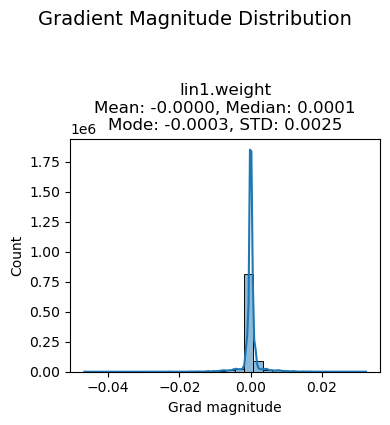 Gradient Magnitude Distribution
lin1.weight
Mean: -0.0000, Median: 0.0001
Mode: -0.0003, STD: 0.0025
1e6
1.75
1.50
1.25
1.00
0.75
0.50
0.25
0.00
Count
−0.04 −0.02 0.00 0.02
Grad magnitude